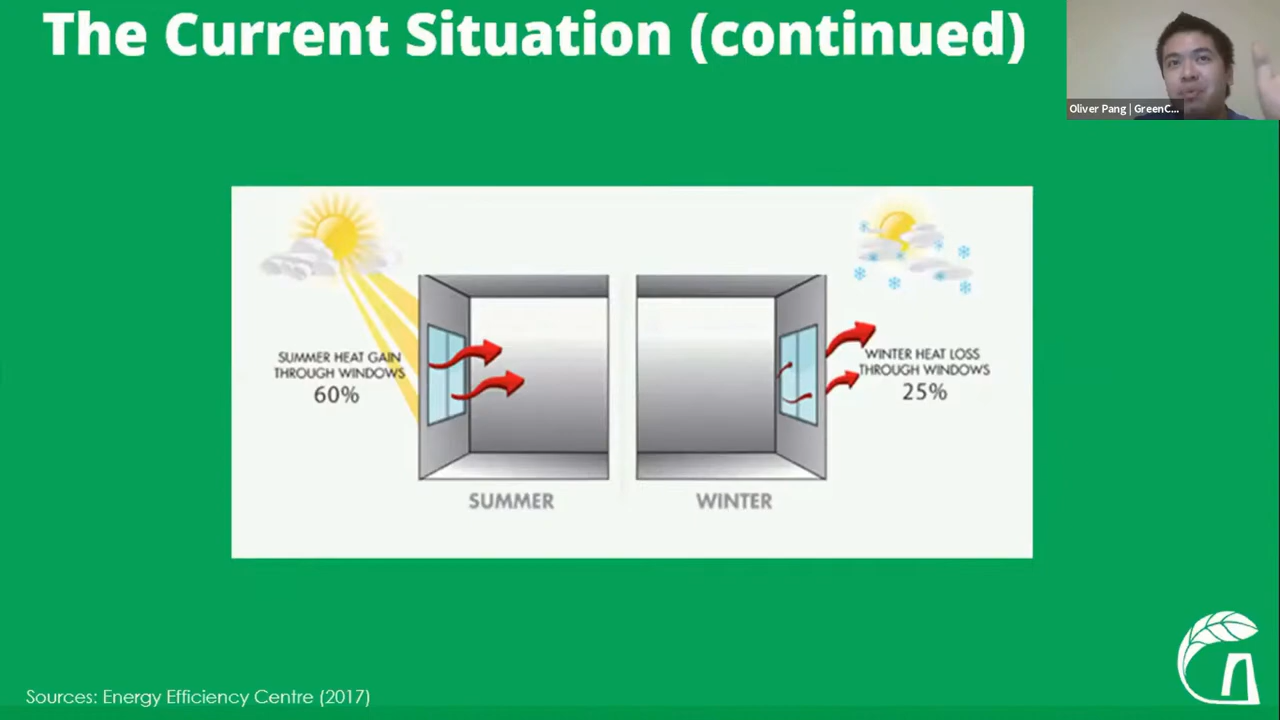 The Current Situation (continued)
Oliver Pang | GreenC...
SUMMER HEAT GAIN
THROUGH WINDOWS
60%
WINTER HEAT LOSS
THROUGH WINDOWS
25%
SUMMER
WINTER
Sources: Energy Efficiency Centre (2017)